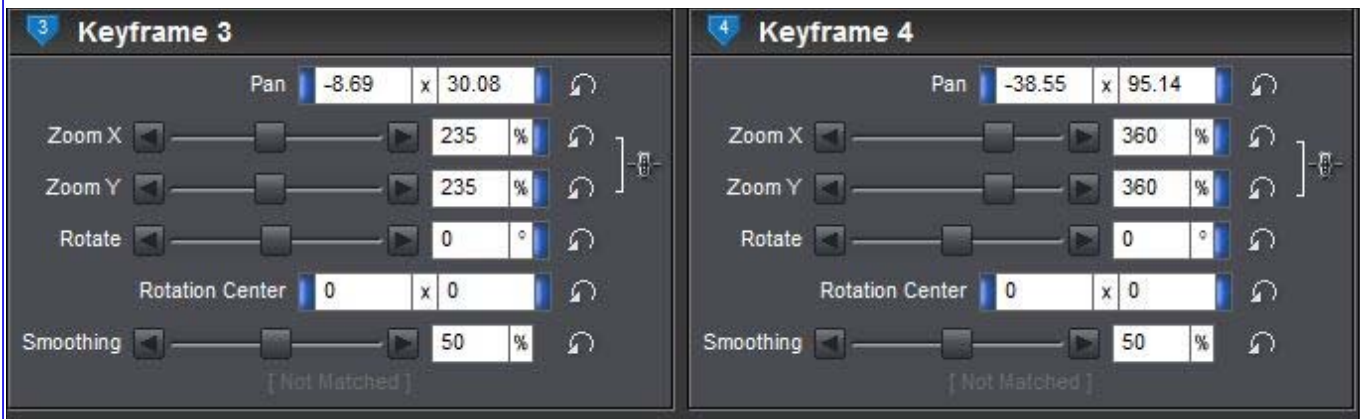 3 Keyframe 3
Pan -8.69 x 30.08
Zoom X 235 %
Zoom Y 235 %
Rotate 0 °
Rotation Center 0 x 0
Smoothing 50 %
[ Not Matched ]
4 Keyframe 4
Pan -38.55 x 95.14
Zoom X 360 %
Zoom Y 360 %
Rotate 0 °
Rotation Center 0 x 0
Smoothing 50 %
[ Not Matched ]